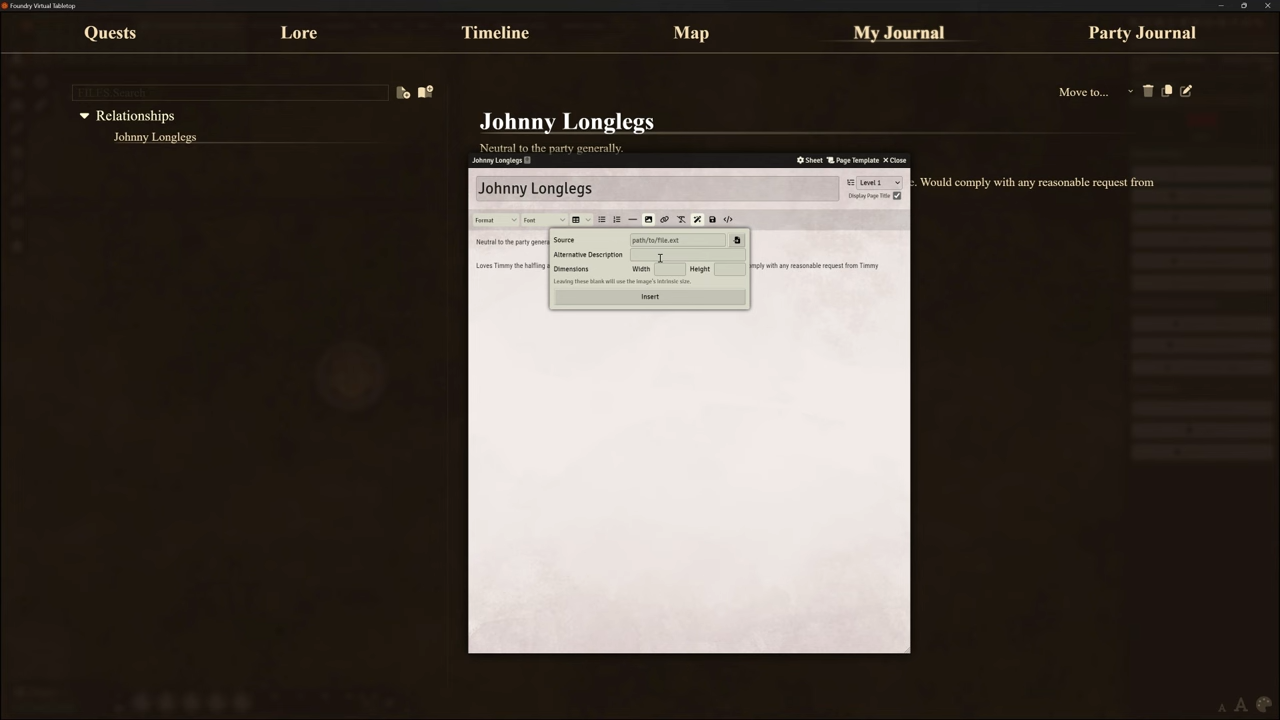 Foundry Virtual Tabletop
Quests
Lore
Timeline
Map
My Journal
Party Journal
Move to...
Relationships
Johnny Longlegs
Johnny Longlegs
Neutral to the party generally.
Johnny Longlegs
Sheet
Page Template
Close
e. Would comply with any reasonable request from
Johnny Longlegs
Level 1
Display Page Title
Format
Font
Neutral to the party genera
Loves Timmy the halfling a
mply with any reasonable request from Timmy
Source
path/to/file.ext
Alternative Description
Dimensions
Width
Height
Leaving these blank will use the image's intrinsic size.
Insert
A A